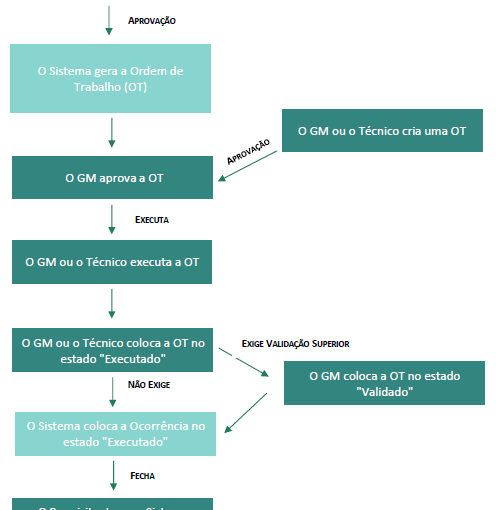 APROVAÇÃO
O Sistema gera a Ordem de
Trabalho (OT)
O GM ou o Técnico cria uma OT
APROVAÇÃO
O GM aprova a OT
EXECUTA
O GM ou o Técnico executa a OT
O GM ou o Técnico coloca a OT no
estado "Executado"
EXIGE VALIDAÇÃO SUPERIOR
O GM coloca a OT no estado
"Validado"
NÃO EXIGE
O Sistema coloca a Ocorrência no
estado "Executado"
FECHA